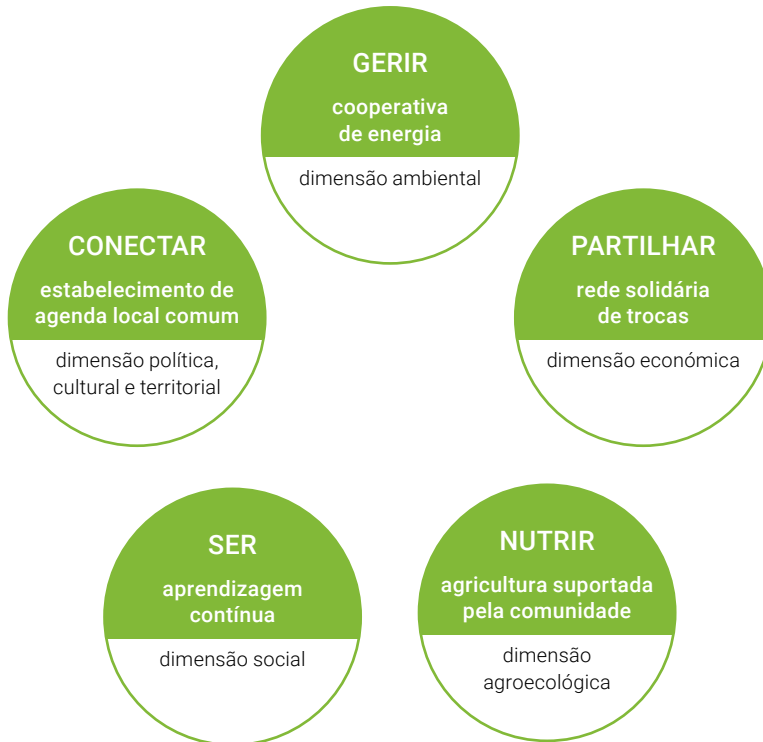 GERIR
cooperativa
de energia
dimensão ambiental
CONECTAR
estabelecimento de
agenda local comum
dimensão política,
cultural e territorial
PARTILHAR
rede solidária
de trocas
dimensão económica
SER
aprendizagem
contínua
dimensão social
NUTRIR
agricultura suportada
pela comunidade
dimensão
agroecológica